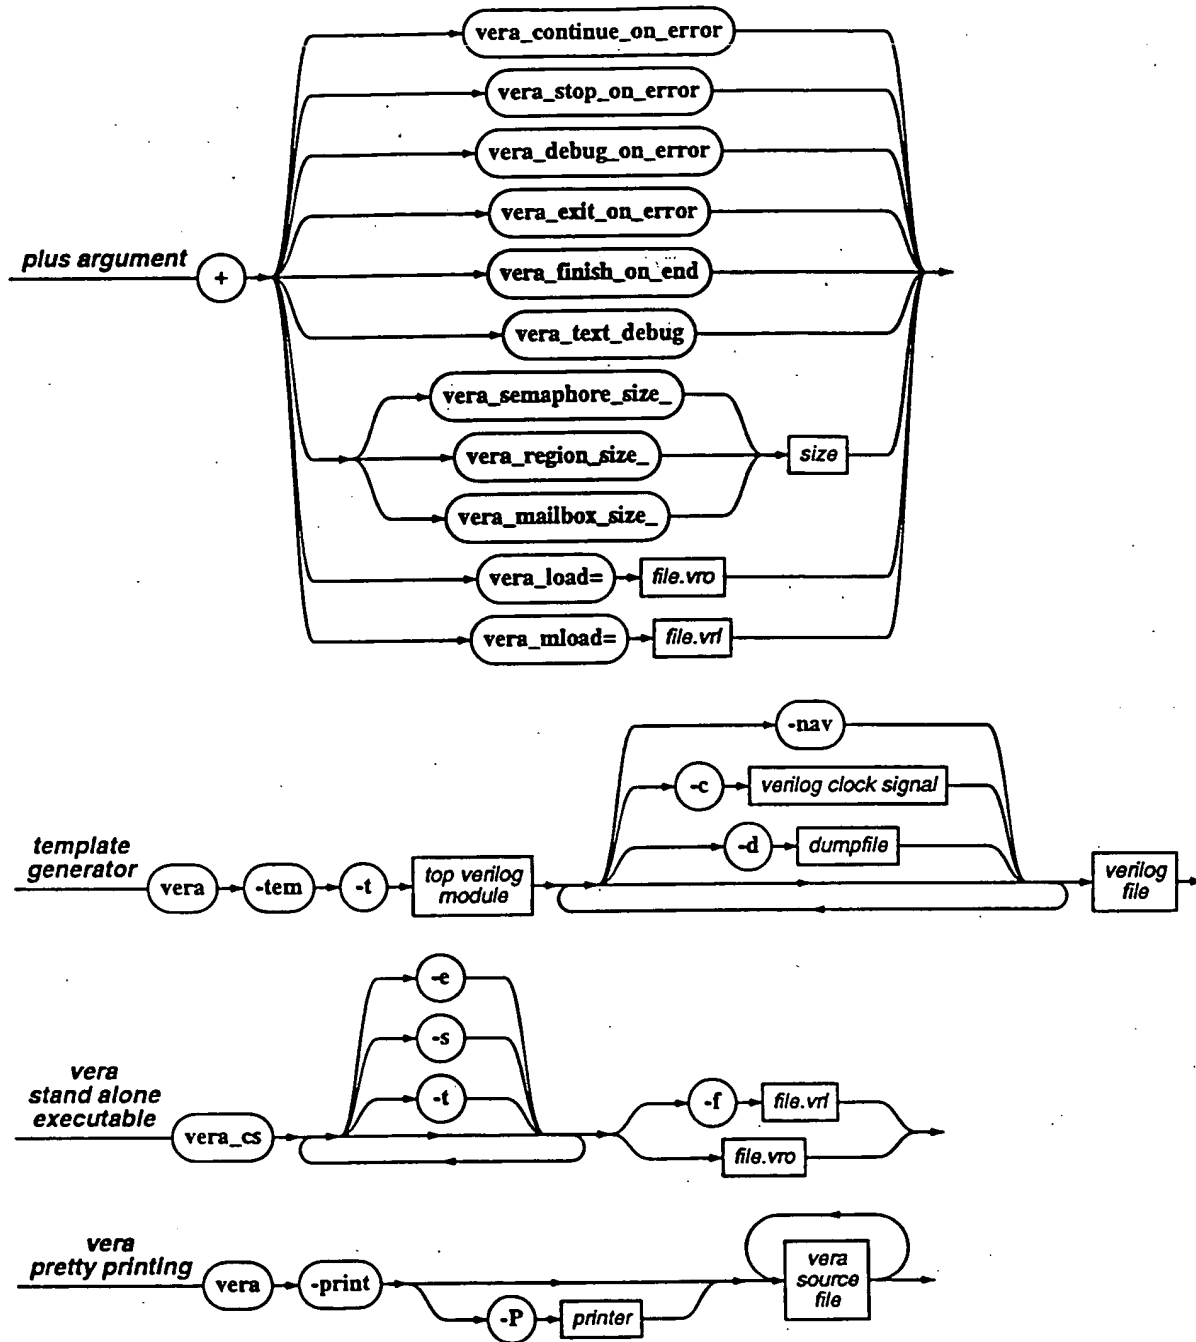 vera_continue_on_error
vera_stop_on_error
vera_debug_on_error
vera_exit_on_error
plus argument
+
vera_finish_on_end
vera_text_debug
vera_semaphore_size_
vera_region_size_
size
vera_mailbox_size_
vera_load=
file.vro
vera_mload=
file.vrl
-nav
-c
verilog clock signal
-d
dumpfile
template
generator
vera
-tem
-t
top verilog
module
verilog
file
-e
-s
-t
vera
stand alone
executable
vera_cs
-f
file.vrl
file.vro
vera
pretty printing
vera
-print
-P
printer
vera
source
file